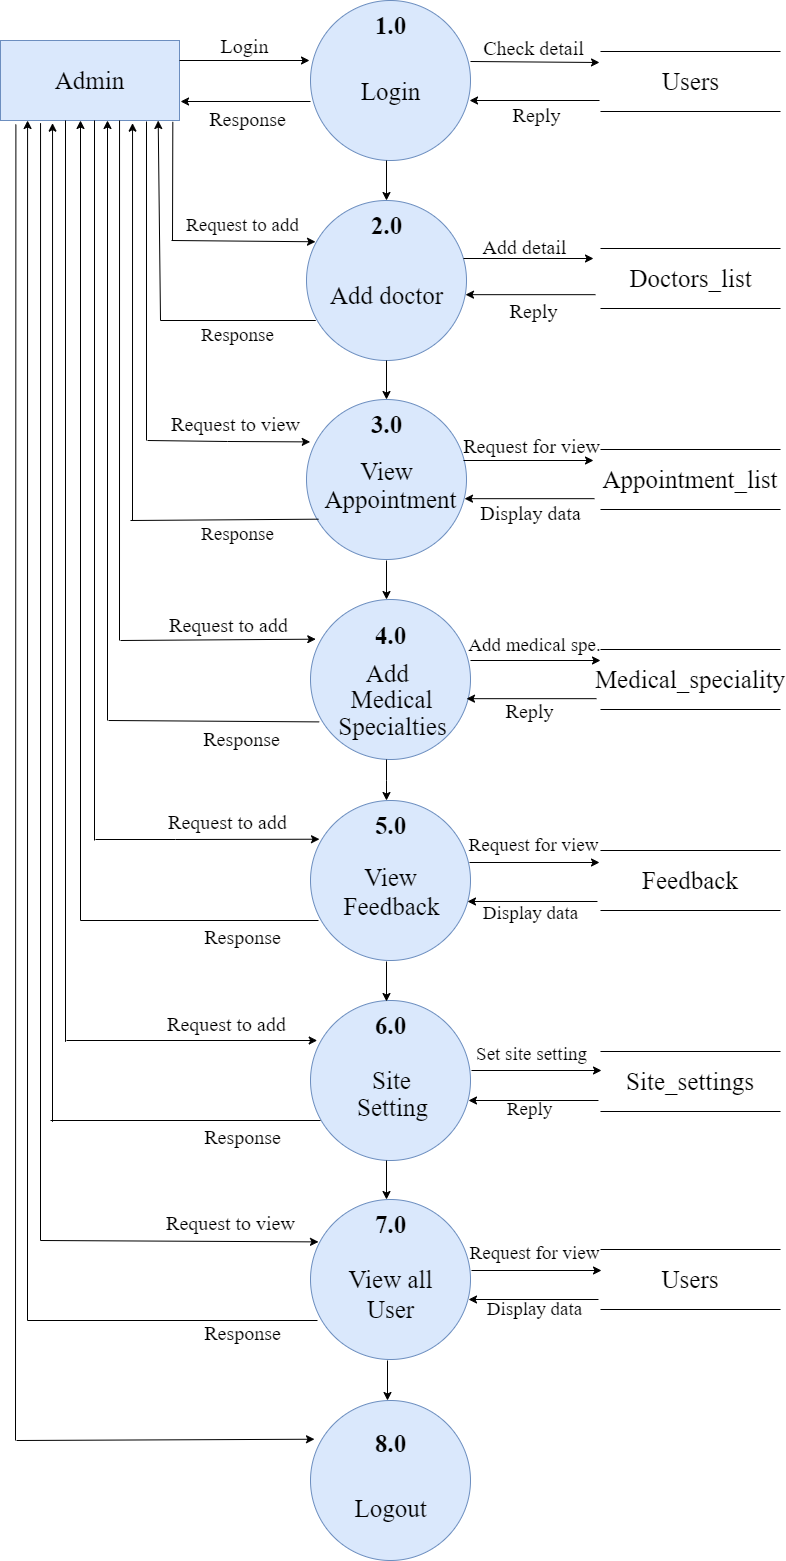 1.0
Login
Check detail
Admin
Login
Users
Response
Reply
2.0
Request to add
Add detail
Add doctor
Doctors_list
Response
Reply
3.0
Request to view
Request for view
View
Appointment
Appointment_list
Response
Display data
4.0
Request to add
Add medical spe.
Add
Medical
Specialties
Medical_speciality
Response
Reply
5.0
Request to add
Request for view
View
Feedback
Feedback
Response
Display data
6.0
Request to add
Set site setting
Site
Setting
Site_settings
Response
Reply
7.0
Request to view
Request for view
View all
User
Users
Response
Display data
8.0
Logout